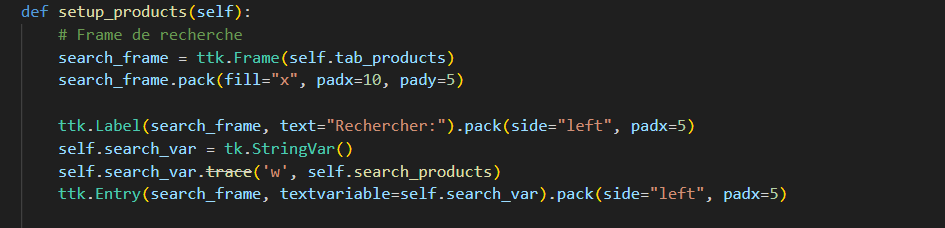 def setup_products(self):
    # Frame de recherche
    search_frame = ttk.Frame(self.tab_products)
    search_frame.pack(fill="x", padx=10, pady=5)

    ttk.Label(search_frame, text="Rechercher:").pack(side="left", padx=5)
    self.search_var = tk.StringVar()
    self.search_var.trace('w', self.search_products)
    ttk.Entry(search_frame, textvariable=self.search_var).pack(side="left", padx=5)